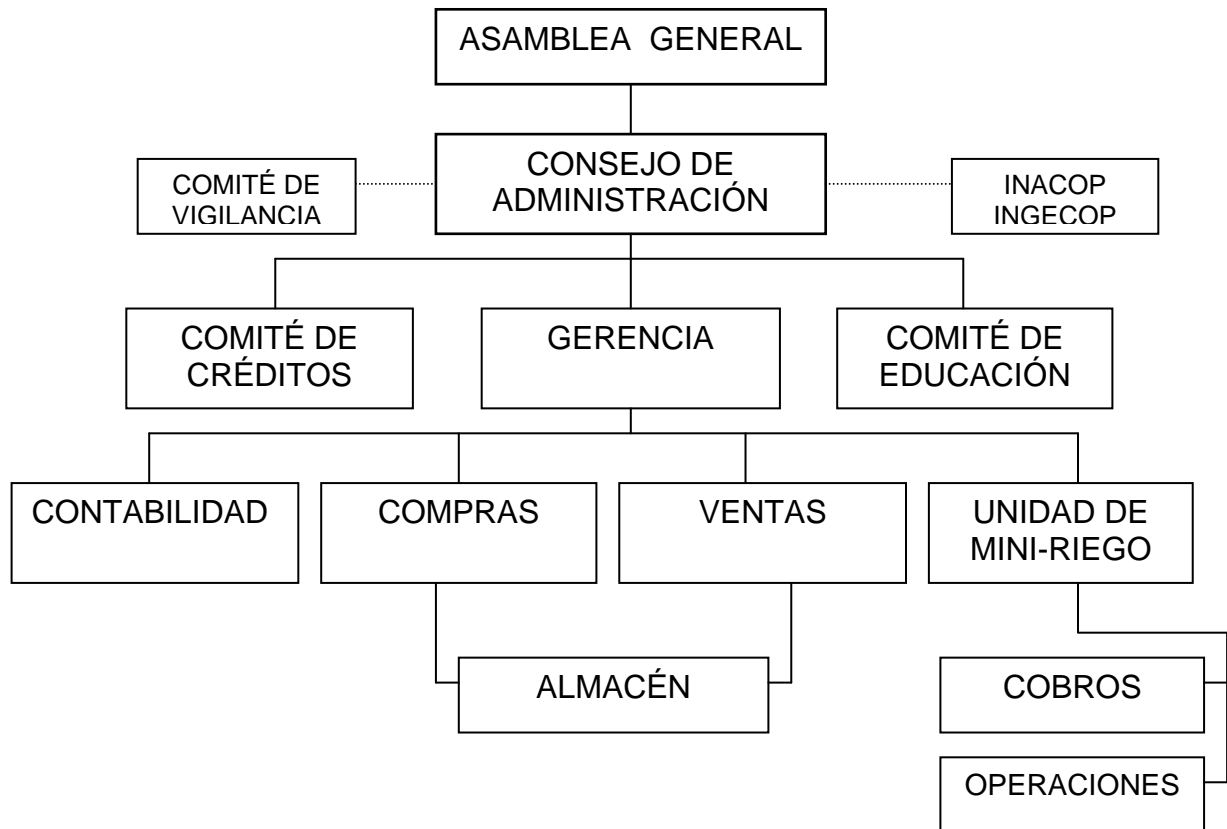 ASAMBLEA GENERAL
CONSEJO DE
ADMINISTRACIÓN
COMITÉ DE
VIGILANCIA
INACOP
INGECOP
COMITÉ DE
CRÉDITOS
GERENCIA
COMITÉ DE
EDUCACIÓN
CONTABILIDAD
COMPRAS
VENTAS
UNIDAD DE
MINI-RIEGO
ALMACÉN
COBROS
OPERACIONES